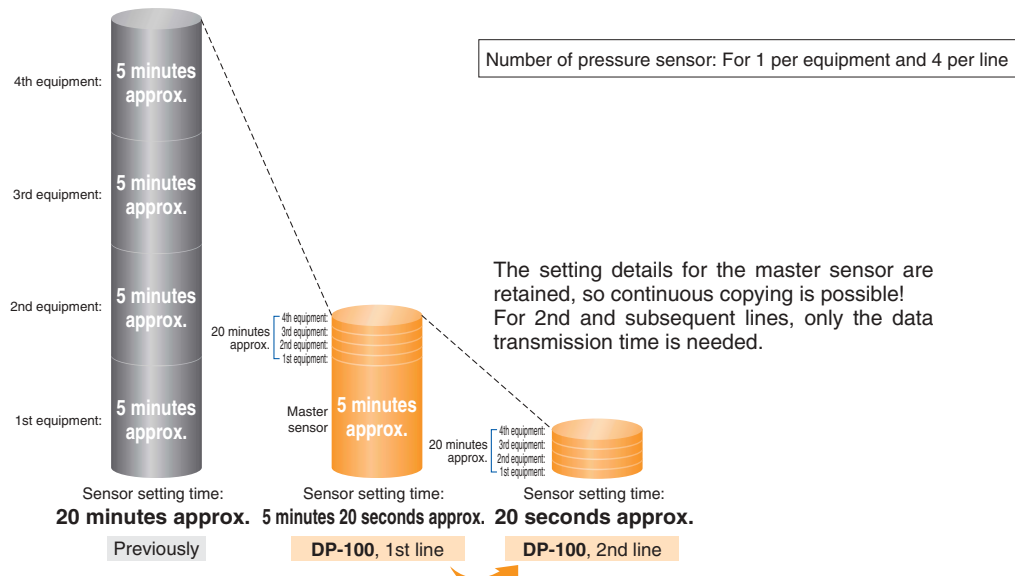 Number of pressure sensor: For 1 per equipment and 4 per line
4th equipment:
5 minutes
approx.
3rd equipment:
5 minutes
approx.
2nd equipment:
5 minutes
approx.
1st equipment:
5 minutes
approx.
Sensor setting time:
20 minutes approx.
Previously
20 minutes
approx.
4th equipment:
3rd equipment:
2nd equipment:
1st equipment:
Master
sensor
5 minutes
approx.
Sensor setting time:
5 minutes 20 seconds approx.
DP-100, 1st line
The setting details for the master sensor are
retained, so continuous copying is possible!
For 2nd and subsequent lines, only the data
transmission time is needed.
20 minutes
approx.
4th equipment:
3rd equipment:
2nd equipment:
1st equipment:
Sensor setting time:
20 seconds approx.
DP-100, 2nd line